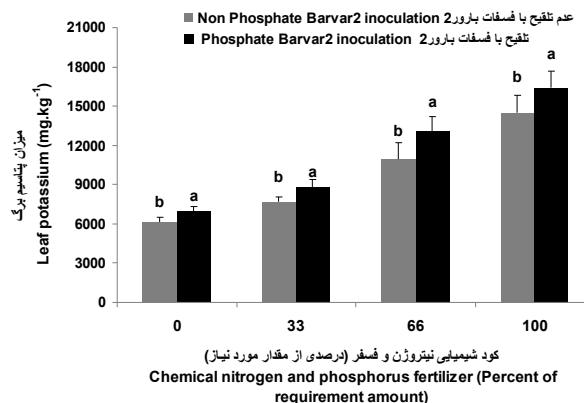 عدم تلقیح با فسفات بارور2 Non Phosphate Barvar2 inoculation
تلقیح با فسفات بارور2 Phosphate Barvar2 inoculation
میزان پتاسیم برگ
Leaf potassium (mg.kg-1)
18000
15000
12000
9000
6000
3000
0
b a b a b a b a
0 33 66 100
کود شیمیایی نیتروژن و فسفر (درصدی از مقدار مورد نیاز)
Chemical nitrogen and phosphorus fertilizer (Percent of
requirement amount)